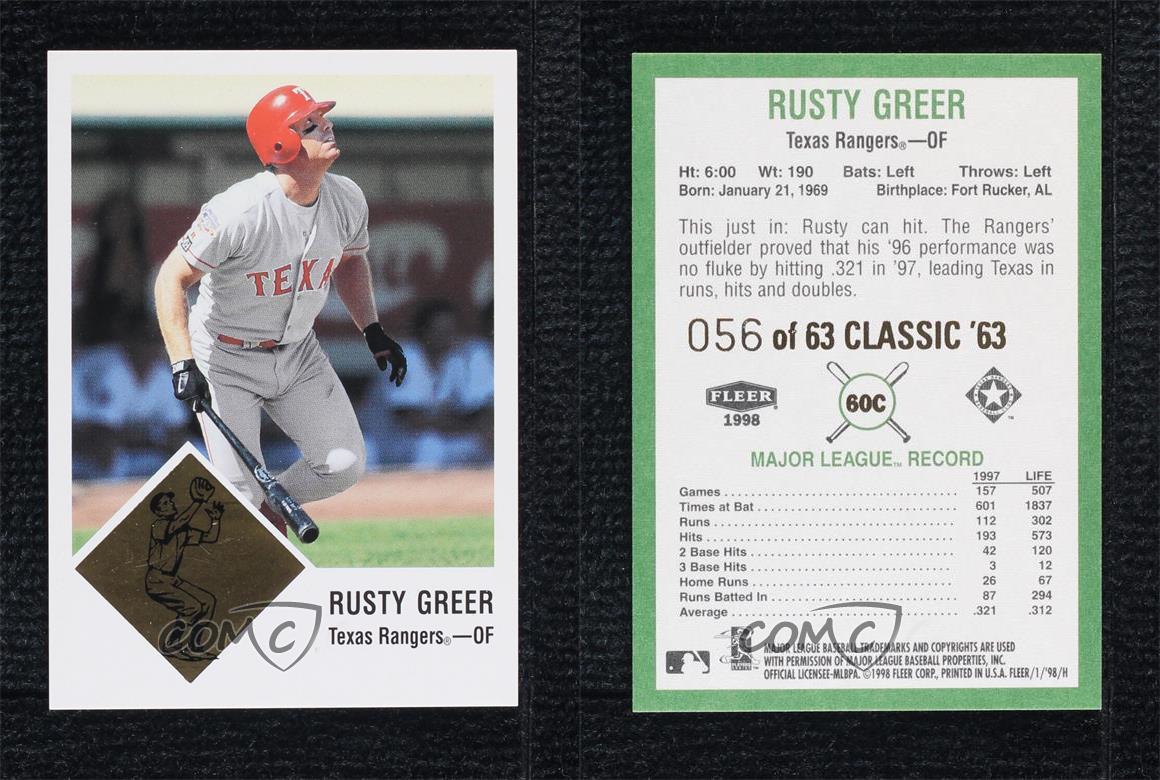 T
TEXA
RUSTY GREER
Texas Rangers®—OF
COMC
RUSTY GREER
Texas Rangers®—OF
Ht: 6:00 Wt: 190 Bats: Left Throws: Left
Born: January 21, 1969 Birthplace: Fort Rucker, AL
This just in: Rusty can hit. The Rangers'
outfielder proved that his '96 performance was
no fluke by hitting .321 in '97, leading Texas in
runs, hits and doubles.
056 of 63 CLASSIC '63
FLEER
1998
60C
MAJOR LEAGUE™ RECORD
1997 LIFE
Games 157 507
Times at Bat 601 1837
Runs 112 302
Hits 193 573
2 Base Hits 42 120
3 Base Hits 3 12
Home Runs 26 67
Runs Batted In 87 294
Average .321 .312
COMC
MAJOR LEAGUE BASEBALL TRADEMARKS AND COPYRIGHTS ARE USED
WITH PERMISSION OF MAJOR LEAGUE BASEBALL PROPERTIES, INC.
OFFICIAL LICENSEE-MLBPA. ©1998 FLEER CORP., PRINTED IN U.S.A. FLEER/1/'98/H